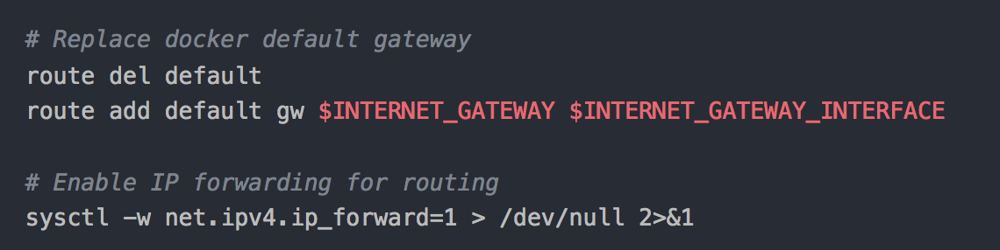 # Replace docker default gateway
route del default
route add default gw $INTERNET_GATEWAY $INTERNET_GATEWAY_INTERFACE
# Enable IP forwarding for routing
sysctl -w net.ipv4.ip_forward=1 > /dev/null 2>&1